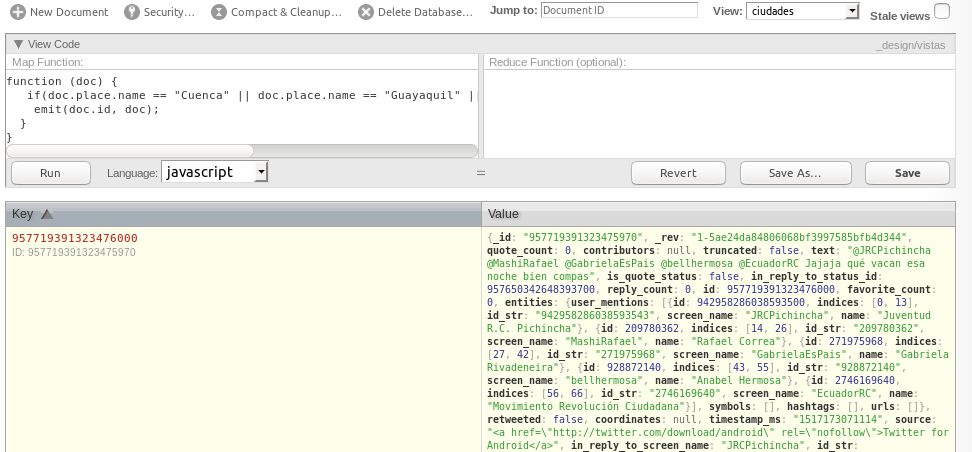 New Document Security… Compact & Cleanup… Delete Database… Jump to: Document ID View: ciudades Stale views
View Code _design/vistas
Map Function: Reduce Function (optional):
function (doc) {
if(doc.place.name == "Cuenca" || doc.place.name == "Guayaquil" ||
emit(doc.id, doc);
}
}
Run Language: javascript = Revert Save As… Save
Key Value
957719391323476000
ID: 957719391323475970
{_id: "957719391323475970", _rev: "1-5ae24da84806068bf3997585bfb4d344",
quote_count: 0, contributors: null, truncated: false, text: "@JRCPichincha
@MashiRafael @GabrielaEsPais @bellhermosa @EcuadorRC Jajaja qué vacan esa
noche bien compas", is_quote_status: false, in_reply_to_status_id:
957650342648393700, reply_count: 0, id: 957719391323476000, favorite_count:
0, entities: {user_mentions: [{id: 942958286038593500, indices: [0, 13],
id_str: "942958286038593543", screen_name: "JRCPichincha", name: "Juventud
R.C. Pichincha"}, {id: 209780362, indices: [14, 26], id_str: "209780362",
screen_name: "MashiRafael", name: "Rafael Correa"}, {id: 271975968, indices:
[27, 42], id_str: "271975968", screen_name: "GabrielaEsPais", name: "Gabriela
Rivadeneira"}, {id: 928872140, indices: [43, 55], id_str: "928872140",
screen_name: "bellhermosa", name: "Anabel Hermosa"}, {id: 2746169640,
indices: [56, 66], id_str: "2746169640", screen_name: "EcuadorRC", name:
"Movimiento Revolución Ciudadana"}], symbols: [], hashtags: [], urls: []},
retweeted: false, coordinates: null, timestamp_ms: "1517173071114", source:
"<a href=\"http://twitter.com/download/android\" rel=\"nofollow\">Twitter for
Android</a>", in_reply_to_screen_name: "JRCPichincha", id_str: